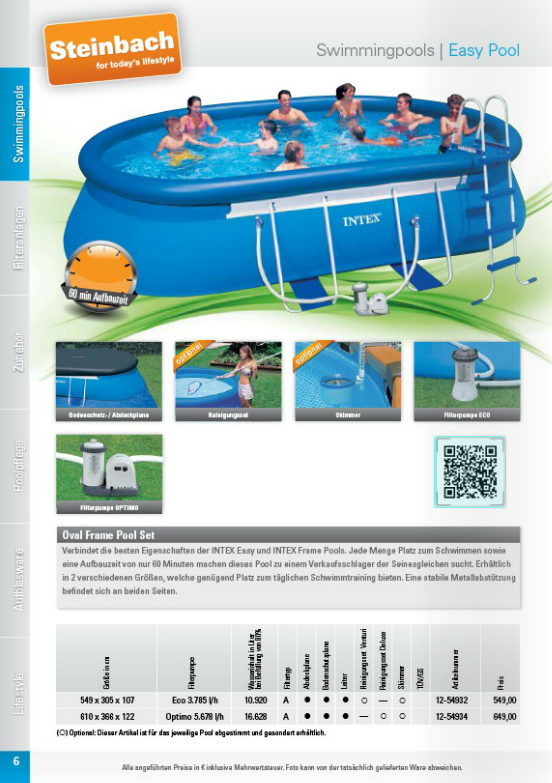 Steinbach
for today's lifestyle
Swimmingpools | Easy Pool
Swimmingpools
Filteranlagen
Zubehör
Poolpflege
Aufblasware
Lifestyle
INTEX
60 min Aufbauzeit
optional
optional
Bodenschutz- / Abdeckplane
Reinigungsset
Skimmer
Filterpumpe ECO
Filterpumpe OPTIMO
Oval Frame Pool Set
Verbindet die besten Eigenschaften der INTEX Easy und INTEX Frame Pools. Jede Menge Platz zum Schwimmen sowie
eine Aufbauzeit von nur 60 Minuten machen dieses Pool zu einem Verkaufsschlager der Seinesgleichen sucht. Erhältlich
in 2 verschiedenen Größen, welche genügend Platz zum täglichen Schwimmtraining bieten. Eine stabile Metallabstützung
befindet sich an beiden Seiten.
Größe in cm
Filterpumpe
Wasserinhalt in Liter
bei Befüllung von 80%
Filtertyp
Abdeckplane
Bodenschutzplane
Leiter
Reinigungsset Venturi
Reinigungsset Deluxe
Skimmer
TÜV/GS
Artikelnummer
Preis
549 x 305 x 107 Eco 3.785 l/h 10.920 A ● ● ● ○ — ○ 12-54932 549,00
610 x 366 x 122 Optimo 5.678 l/h 16.628 A ● ● ● — ○ ○ 12-54934 649,00
(○) Optional: Dieser Artikel ist für das jeweilige Pool abgestimmt und gesondert erhältlich.
6
Alle angeführten Preise in € inklusive Mehrwertsteuer. Foto kann von der tatsächlich gelieferten Ware abweichen.